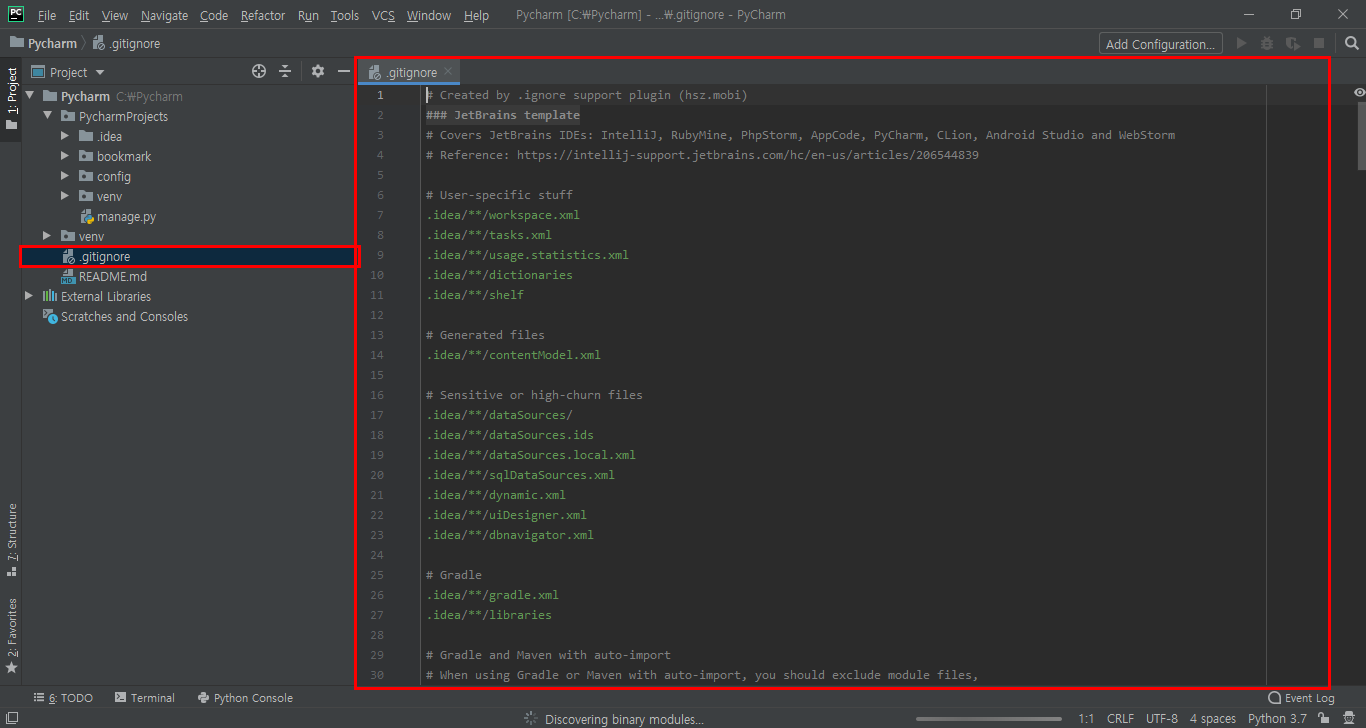 PC File Edit View Navigate Code Refactor Run Tools VCS Window Help Pycharm [C:₩Pycharm] - ...₩.gitignore - PyCharm
Pycharm .gitignore Add Configuration...
1: Project
Project
Pycharm C:₩Pycharm
PycharmProjects
.idea
bookmark
config
venv
manage.py
venv
.gitignore
MD README.md
External Libraries
Scratches and Consoles
7: Structure
2: Favorites
.gitignore
1 # Created by .ignore support plugin (hsz.mobi)
2 ### JetBrains template
3 # Covers JetBrains IDEs: IntelliJ, RubyMine, PhpStorm, AppCode, PyCharm, CLion, Android Studio and WebStorm
4 # Reference: https://intellij-support.jetbrains.com/hc/en-us/articles/206544839
5
6 # User-specific stuff
7 .idea/**/workspace.xml
8 .idea/**/tasks.xml
9 .idea/**/usage.statistics.xml
10 .idea/**/dictionaries
11 .idea/**/shelf
12
13 # Generated files
14 .idea/**/contentModel.xml
15
16 # Sensitive or high-churn files
17 .idea/**/dataSources/
18 .idea/**/dataSources.ids
19 .idea/**/dataSources.local.xml
20 .idea/**/sqlDataSources.xml
21 .idea/**/dynamic.xml
22 .idea/**/uiDesigner.xml
23 .idea/**/dbnavigator.xml
24
25 # Gradle
26 .idea/**/gradle.xml
27 .idea/**/libraries
28
29 # Gradle and Maven with auto-import
30 # When using Gradle or Maven with auto-import, you should exclude module files,
6: TODO Terminal Python Console Event Log
Discovering binary modules... 1:1 CRLF UTF-8 4 spaces Python 3.7